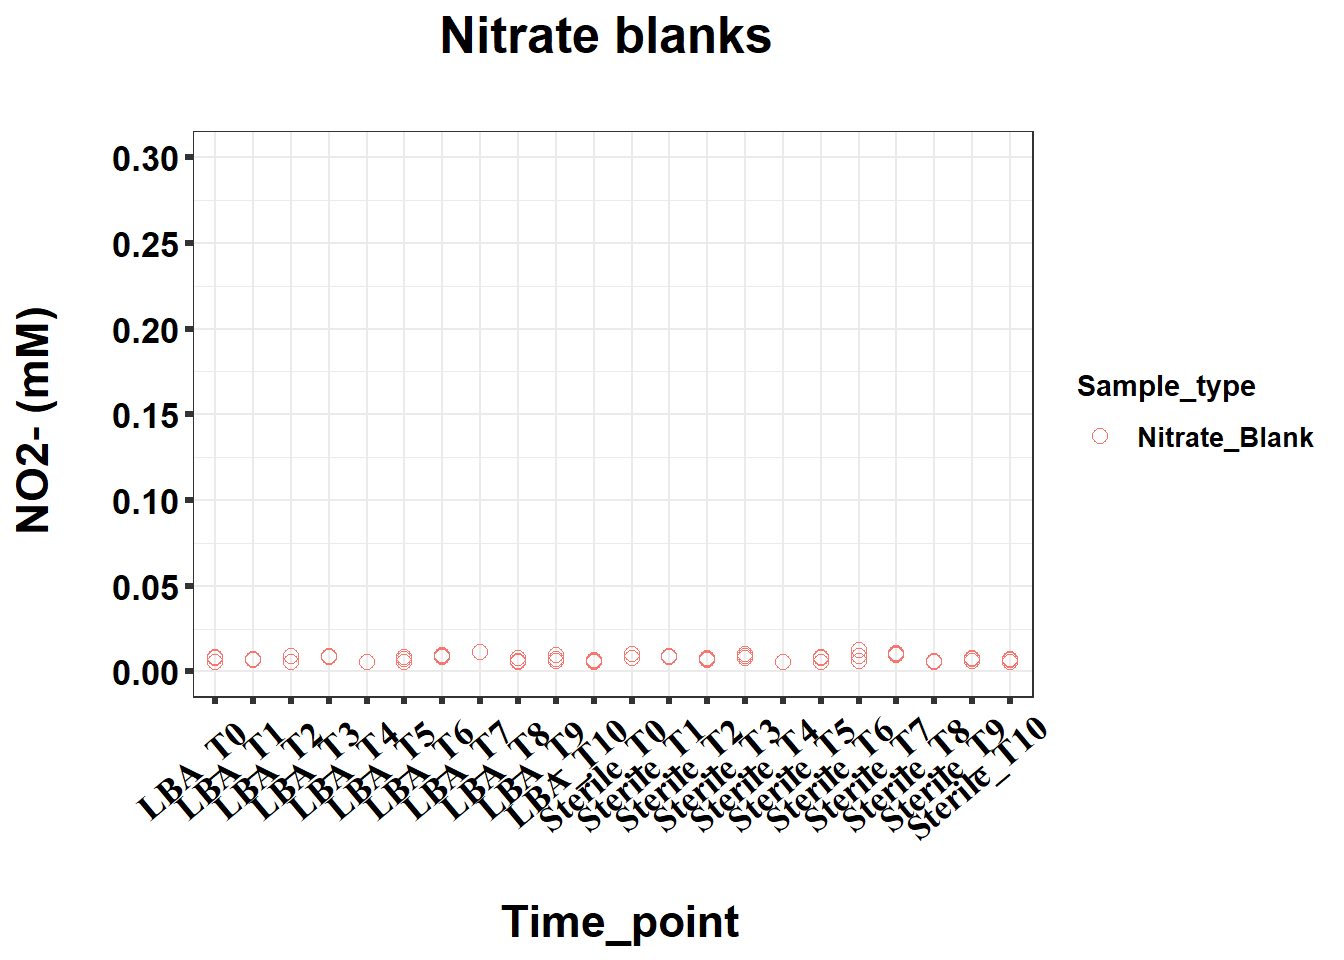 Nitrate blanks
0.30
0.25
0.20
0.15
0.10
0.05
0.00
NO2- (mM)
LBA_T0
LBA_T1
LBA_T2
LBA_T3
LBA_T4
LBA_T5
LBA_T6
LBA_T7
LBA_T8
LBA_T9
LBA_T10
Sterile_T0
Sterile_T1
Sterile_T2
Sterile_T3
Sterile_T4
Sterile_T5
Sterile_T6
Sterile_T7
Sterile_T8
Sterile_T9
Sterile_T10
Time_point
Sample_type
Nitrate_Blank